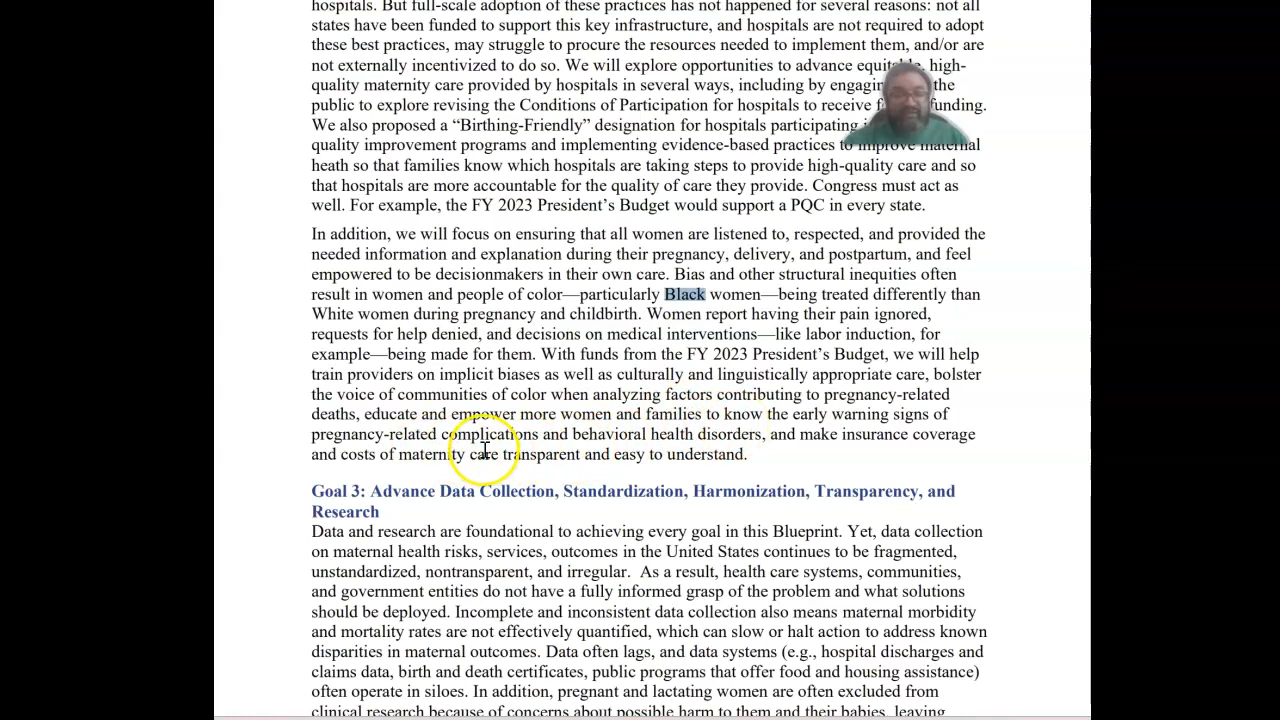 hospitals. But full-scale adoption of these practices has not happened for several reasons: not all
states have been funded to support this key infrastructure, and hospitals are not required to adopt
these best practices, may struggle to procure the resources needed to implement them, and/or are
not externally incentivized to do so. We will explore opportunities to advance equitable, high-
quality maternity care provided by hospitals in several ways, including by engaging the
public to explore revising the Conditions of Participation for hospitals to receive funding.
We also proposed a “Birthing-Friendly” designation for hospitals participating
quality improvement programs and implementing evidence-based practices to improve maternal
heath so that families know which hospitals are taking steps to provide high-quality care and so
that hospitals are more accountable for the quality of care they provide. Congress must act as
well. For example, the FY 2023 President’s Budget would support a PQC in every state.
In addition, we will focus on ensuring that all women are listened to, respected, and provided the
needed information and explanation during their pregnancy, delivery, and postpartum, and feel
empowered to be decisionmakers in their own care. Bias and other structural inequities often
result in women and people of color—particularly Black women—being treated differently than
White women during pregnancy and childbirth. Women report having their pain ignored,
requests for help denied, and decisions on medical interventions—like labor induction, for
example—being made for them. With funds from the FY 2023 President’s Budget, we will help
train providers on implicit biases as well as culturally and linguistically appropriate care, bolster
the voice of communities of color when analyzing factors contributing to pregnancy-related
deaths, educate and empower more women and families to know the early warning signs of
pregnancy-related complications and behavioral health disorders, and make insurance coverage
and costs of maternity care transparent and easy to understand.
Goal 3: Advance Data Collection, Standardization, Harmonization, Transparency, and
Research
Data and research are foundational to achieving every goal in this Blueprint. Yet, data collection
on maternal health risks, services, outcomes in the United States continues to be fragmented,
unstandardized, nontransparent, and irregular. As a result, health care systems, communities,
and government entities do not have a fully informed grasp of the problem and what solutions
should be deployed. Incomplete and inconsistent data collection also means maternal morbidity
and mortality rates are not effectively quantified, which can slow or halt action to address known
disparities in maternal outcomes. Data often lags, and data systems (e.g., hospital discharges and
claims data, birth and death certificates, public programs that offer food and housing assistance)
often operate in siloes. In addition, pregnant and lactating women are often excluded from
clinical research because of concerns about possible harm to them and their babies, leaving